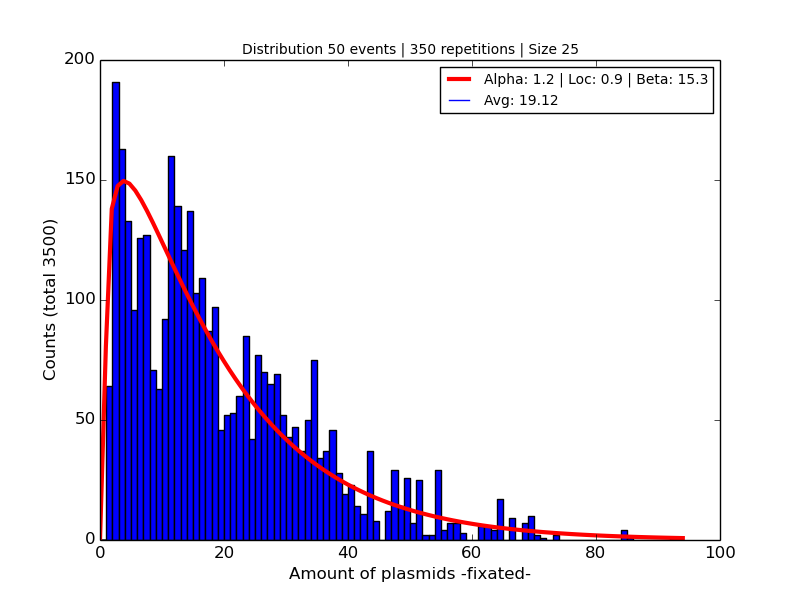 Distribution 50 events | 350 repetitions | Size 25
Alpha: 1.2 | Loc: 0.9 | Beta: 15.3
Avg: 19.12
200
150
100
50
0
Counts (total 3500)
0 20 40 60 80 100
Amount of plasmids -fixated-